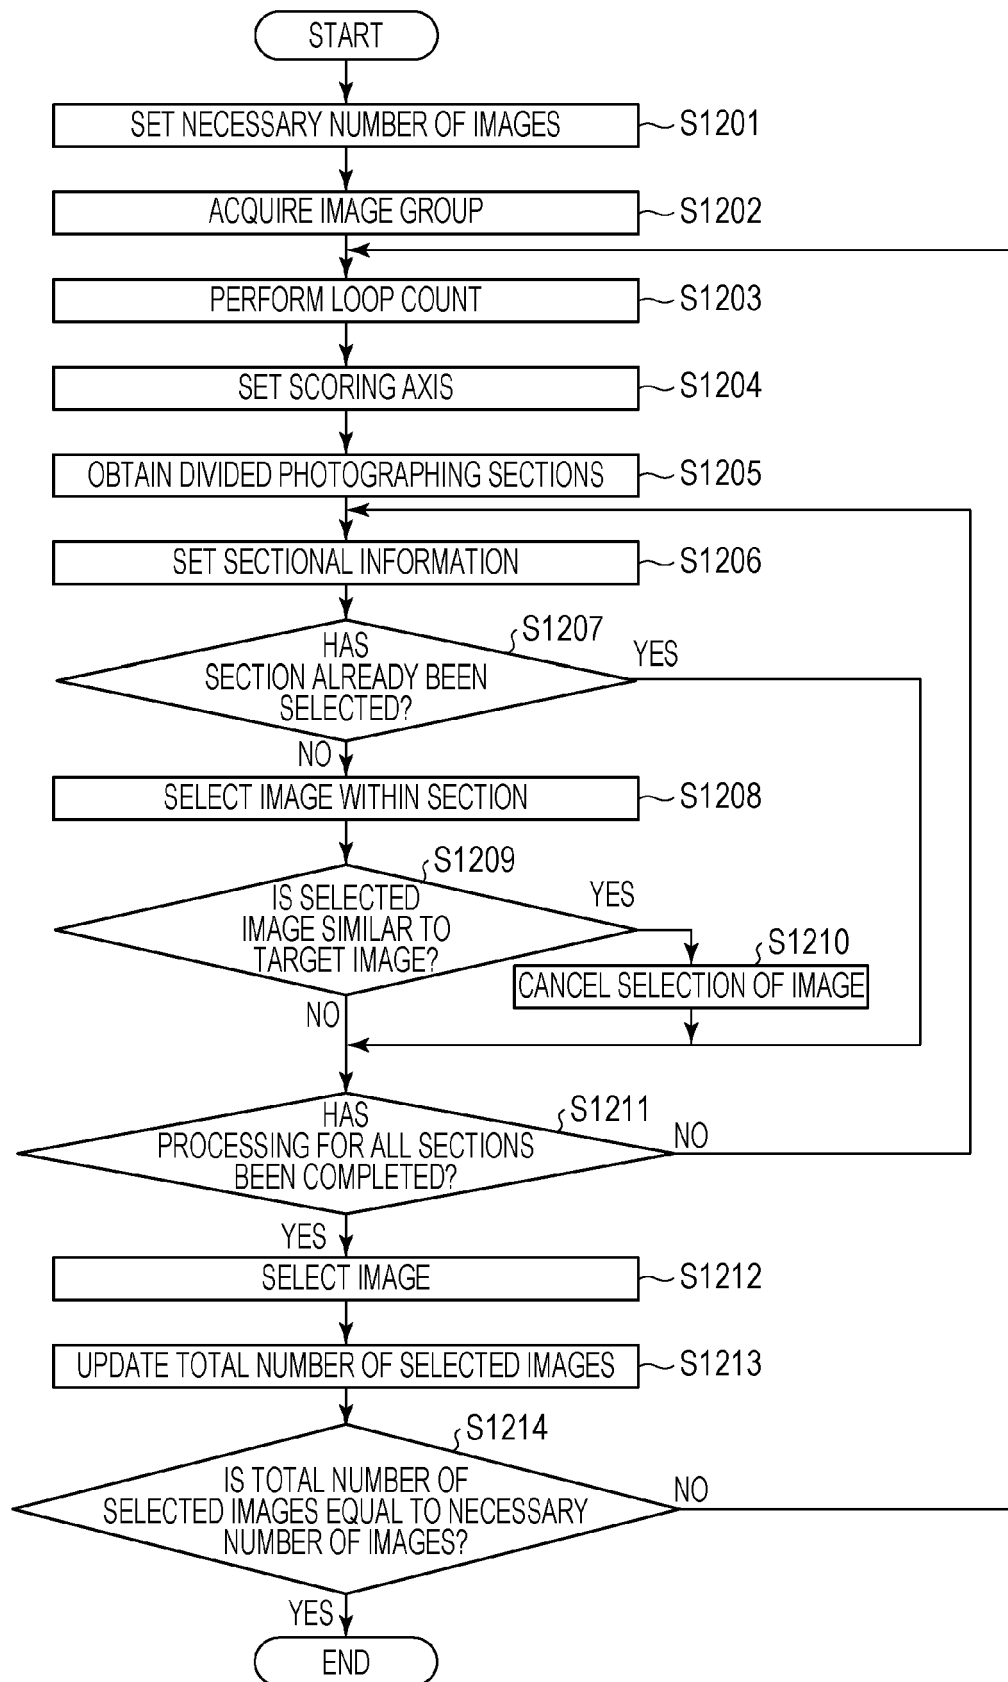 START
SET NECESSARY NUMBER OF IMAGES
S1201
ACQUIRE IMAGE GROUP
S1202
PERFORM LOOP COUNT
S1203
SET SCORING AXIS
S1204
OBTAIN DIVIDED PHOTOGRAPHING SECTIONS
S1205
SET SECTIONAL INFORMATION
S1206
S1207
HAS
SECTION ALREADY BEEN
SELECTED?
YES
NO
SELECT IMAGE WITHIN SECTION
S1208
S1209
IS SELECTED
IMAGE SIMILAR TO
TARGET IMAGE?
YES
S1210
CANCEL SELECTION OF IMAGE
NO
S1211
HAS
PROCESSING FOR ALL SECTIONS
BEEN COMPLETED?
NO
YES
SELECT IMAGE
S1212
UPDATE TOTAL NUMBER OF SELECTED IMAGES
S1213
S1214
IS TOTAL NUMBER OF
SELECTED IMAGES EQUAL TO NECESSARY
NUMBER OF IMAGES?
NO
YES
END